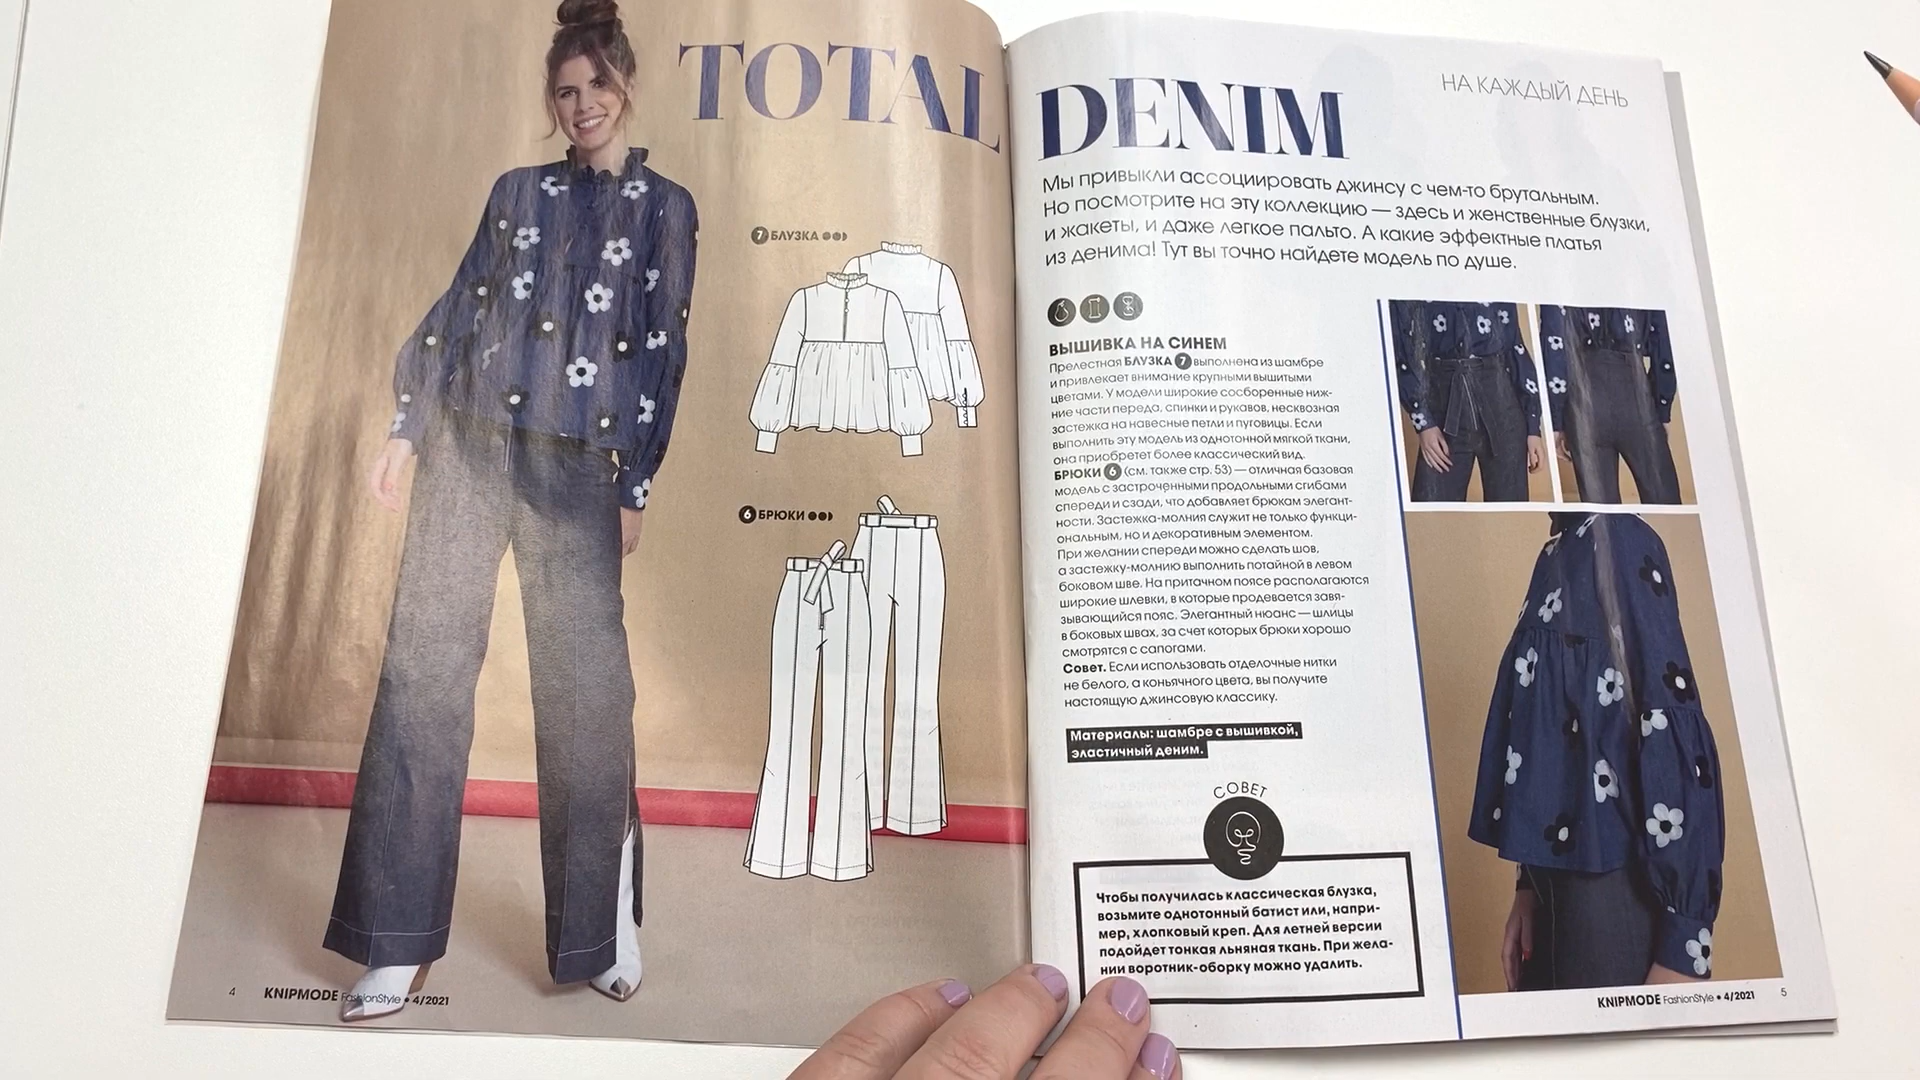 TOTAL
7 БЛУЗКА
6 БРЮКИ
4 KNIPMODE FashionStyle • 4/2021
НА КАЖДЫЙ ДЕНЬ
DENIM
Мы привыкли ассоциировать джинсу с чем-то брутальным.
Но посмотрите на эту коллекцию — здесь и женственные блузки,
и жакеты, и даже легкое пальто. А какие эффектные платья
из денима! Тут вы точно найдете модель по душе.
ВЫШИВКА НА СИНЕМ
Прелестная БЛУЗКА 7 выполнена из шамбре
и привлекает внимание крупными вышитыми
цветами. У модели широкие сосборенные ниж-
ние части переда, спинки и рукавов, несквозная
застежка на навесные петли и пуговицы. Если
выполнить эту модель из однотонной мягкой ткани,
она приобретет более классический вид.
БРЮКИ 6 (см. также стр. 53) — отличная базовая
модель с застроченными продольными сгибами
спереди и сзади, что добавляет брюкам элегант-
ности. Застежка-молния служит не только функци-
ональным, но и декоративным элементом.
При желании спереди можно сделать шов,
а застежку-молнию выполнить потайной в левом
боковом шве. На притачном поясе располагаются
широкие шлевки, в которые продевается завя-
зывающийся пояс. Элегантный нюанс — шлицы
в боковых швах, за счет которых брюки хорошо
смотрятся с сапогами.
Совет. Если использовать отделочные нитки
не белого, а коньячного цвета, вы получите
настоящую джинсовую классику.
Материалы: шамбре с вышивкой,
эластичный деним.
СОВЕТ
Чтобы получилась классическая блузка,
возьмите однотонный батист или, напри-
мер, хлопковый креп. Для летней версии
подойдет тонкая льняная ткань. При жела-
нии воротник-оборку можно удалить.
KNIPMODE FashionStyle • 4/2021 5